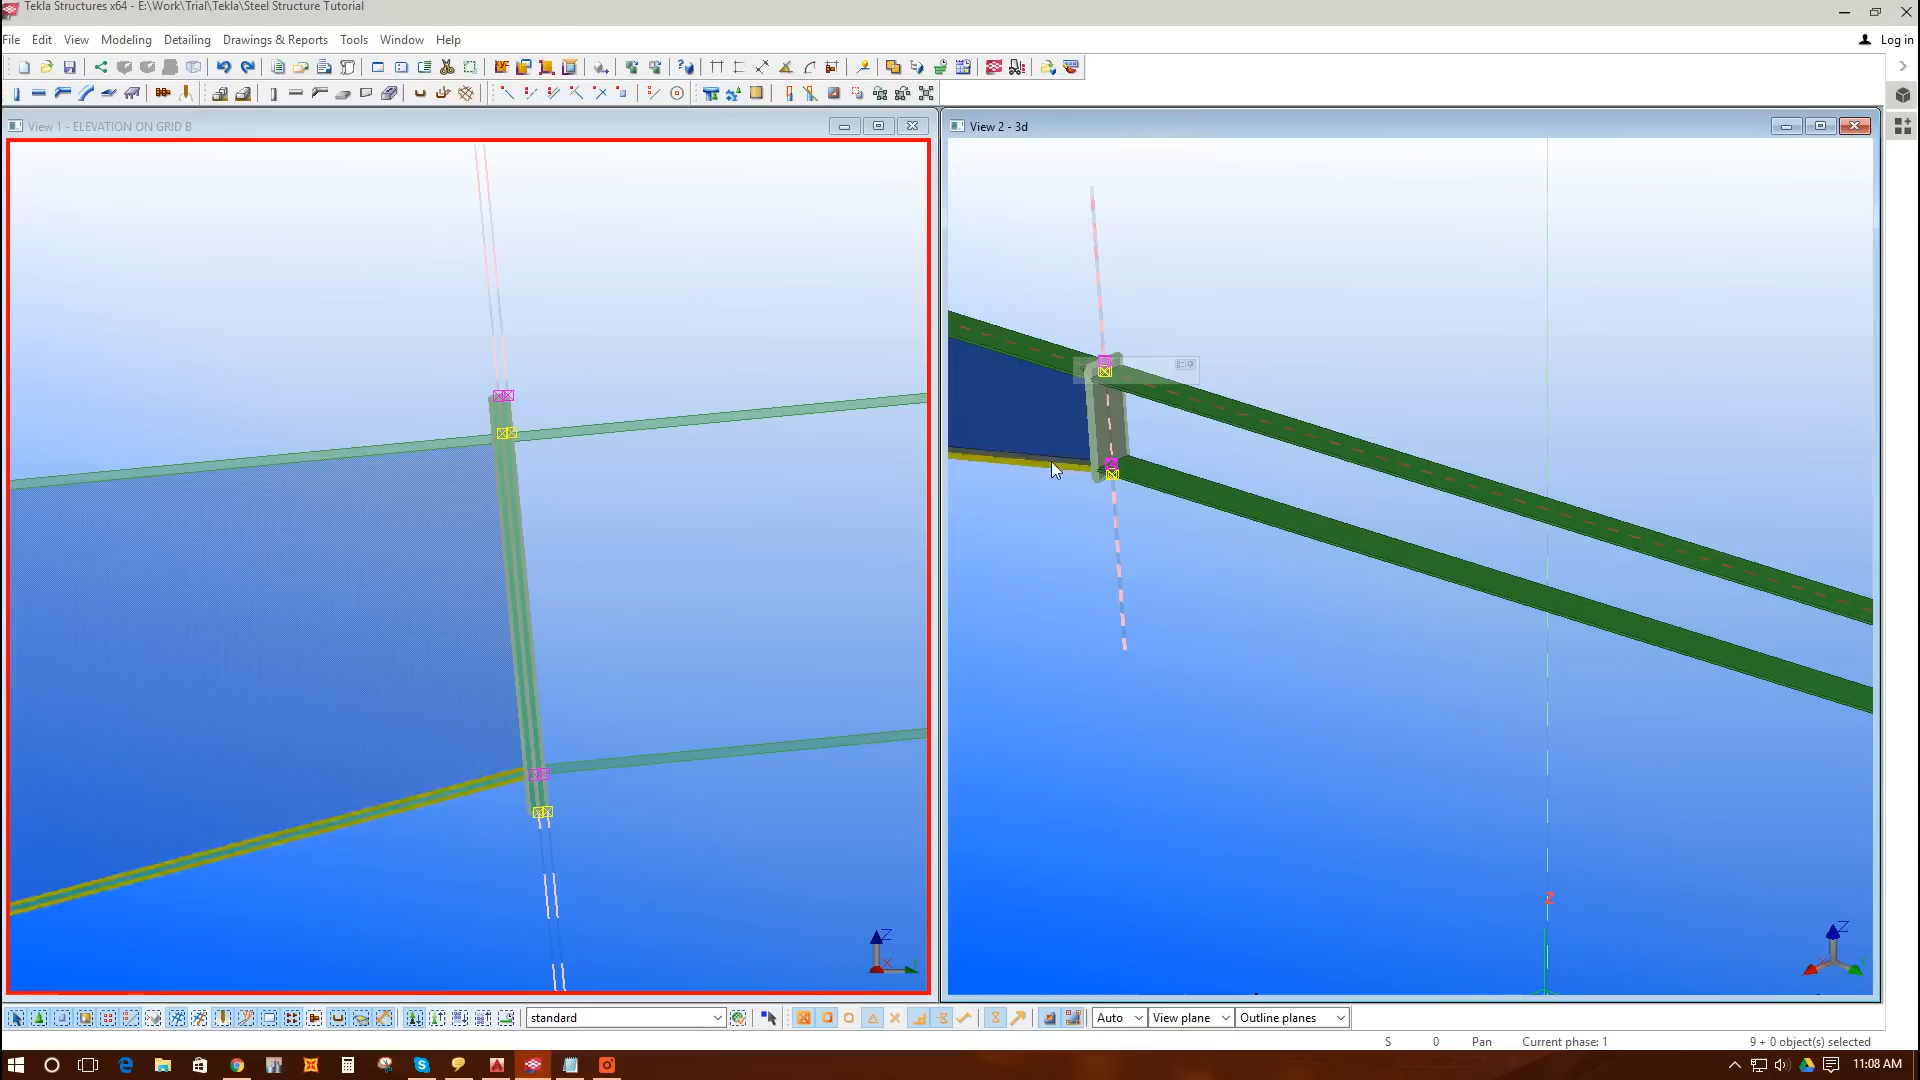 Tekla Structures x64 - E:\Work\Trial\Tekla\Steel Structure Tutorial
File Edit View Modeling Detailing Drawings & Reports Tools Window Help
Log in
View 1 - ELEVATION ON GRID B
View 2 - 3d
Z
Z
Z
standard
Auto
View plane
Outline planes
S 0 Pan Current phase: 1 9 + 0 object(s) selected
11:08 AM